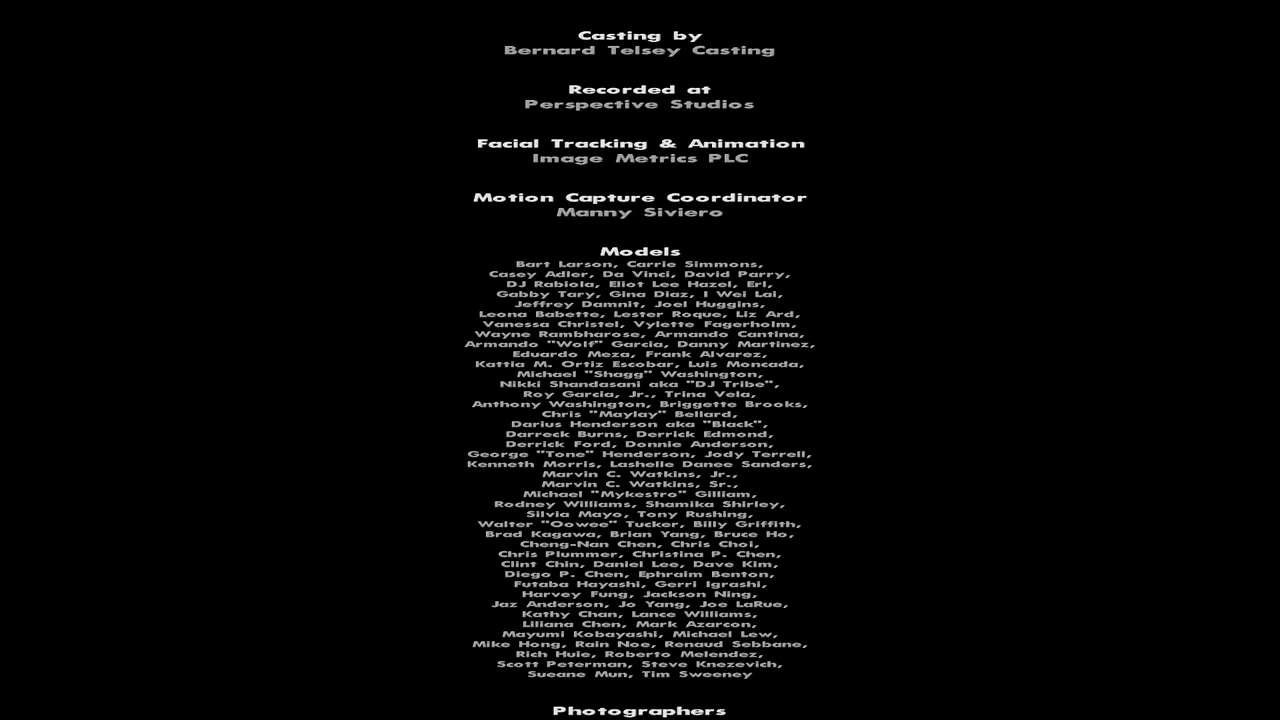 Casting by
Bernard Telsey Casting
Recorded at
Perspective Studios
Facial Tracking & Animation
Image Metrics PLC
Motion Capture Coordinator
Manny Siviero
Models
Bart Larson, Carrie Simmons,
Casey Adler, Da Vinci, David Parry,
DJ Rabiola, Eliot Lee Hazel, Erl,
Gabby Tary, Gina Diaz, I Wei Lai,
Jeffrey Damnit, Joel Huggins,
Leona Babette, Lester Roque, Liz Ard,
Vanessa Christel, Vylette Fagerholm,
Wayne Rambharose, Armando Cantina,
Armando "Wolf" Garcia, Danny Martinez,
Eduardo Meza, Frank Alvarez,
Kattia M. Ortiz Escobar, Luis Moncada,
Michael "Shagg" Washington,
Nikki Shandasani aka "DJ Tribe",
Roy Garcia, Jr., Trina Vela,
Anthony Washington, Briggette Brooks,
Chris "Maylay" Bellard,
Darius Henderson aka "Black",
Darreck Burns, Derrick Edmond,
Derrick Ford, Donnie Anderson,
George "Tone" Henderson, Jody Terrell,
Kenneth Morris, Lashelle Danee Sanders,
Marvin C. Watkins, Jr.,
Marvin C. Watkins, Sr.,
Michael "Mykestro" Gilliam,
Rodney Williams, Shamika Shirley,
Silvia Mayo, Tony Rushing,
Walter "Oowee" Tucker, Billy Griffith,
Brad Kagawa, Brian Yang, Bruce Ho,
Cheng-Nan Chen, Chris Choi,
Chris Plummer, Christina P. Chen,
Clint Chin, Daniel Lee, Dave Kim,
Diego P. Chen, Ephraim Benton,
Futaba Hayashi, Gerri Igrashi,
Harvey Fung, Jackson Ning,
Jaz Anderson, Jo Yang, Joe LaRue,
Kathy Chan, Lance Williams,
Liliana Chen, Mark Azarcon,
Mayumi Kobayashi, Michael Lew,
Mike Hong, Rain Noe, Renaud Sebbane,
Rich Huie, Roberto Melendez,
Scott Peterman, Steve Knezevich,
Sueane Mun, Tim Sweeney
Photographers